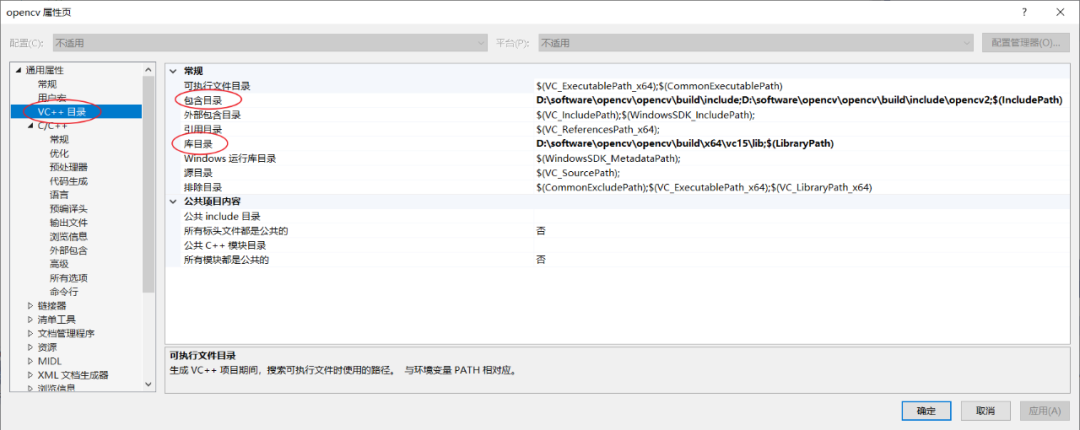 opencv 属性页
? ×
配置(C): 不适用 平台(P): 不适用 配置管理器(O)...
通用属性
常规
用户宏
VC++ 目录
C/C++
常规
优化
预处理器
代码生成
语言
预编译头
输出文件
浏览信息
外部包含
高级
所有选项
命令行
链接器
清单工具
文档管理程序
资源
MIDL
XML 文档生成器
浏览信息
常规
可执行文件目录 $(VC_ExecutablePath_x64);$(CommonExecutablePath)
包含目录 D:\software\opencv\opencv\build\include;D:\software\opencv\opencv\build\include\opencv2;$(IncludePath)
外部包含目录 $(VC_IncludePath);$(WindowsSDK_IncludePath);
引用目录 $(VC_ReferencesPath_x64);
库目录 D:\software\opencv\opencv\build\x64\vc15\lib;$(LibraryPath)
Windows 运行库目录 $(WindowsSDK_MetadataPath);
源目录 $(VC_SourcePath);
排除目录 $(CommonExcludePath);$(VC_ExecutablePath_x64);$(VC_LibraryPath_x64)
公共项目内容
公共 include 目录
所有标头文件都是公共的 否
公共 C++ 模块目录
所有模块都是公共的 否
可执行文件目录
生成 VC++ 项目期间，搜索可执行文件时使用的路径。 与环境变量 PATH 相对应。
确定 取消 应用(A)